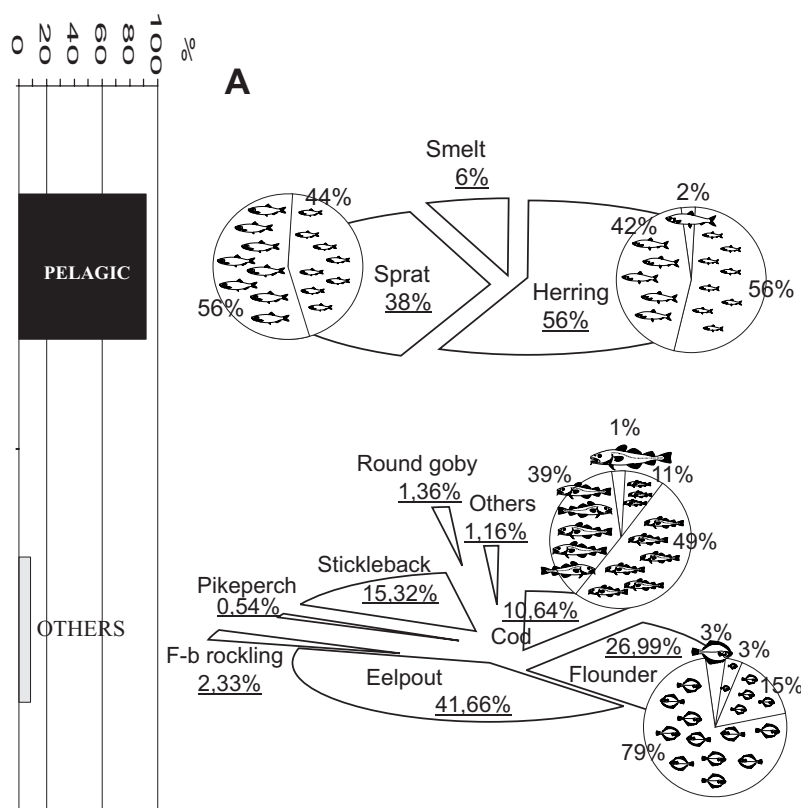 0 20 60 100 %
A
Smelt
6%
2%
44%
42%
PELAGIC
Sprat
38%
Herring
56%
56%
56%
1%
Round goby
1,36%
39%
11%
Others
1,16%
49%
Stickleback
15,32%
Pikeperch
0,54%
10,64%
Cod
OTHERS
F-b rockling
2,33%
Eelpout
41,66%
26,99%
Flounder
3%
3%
15%
79%